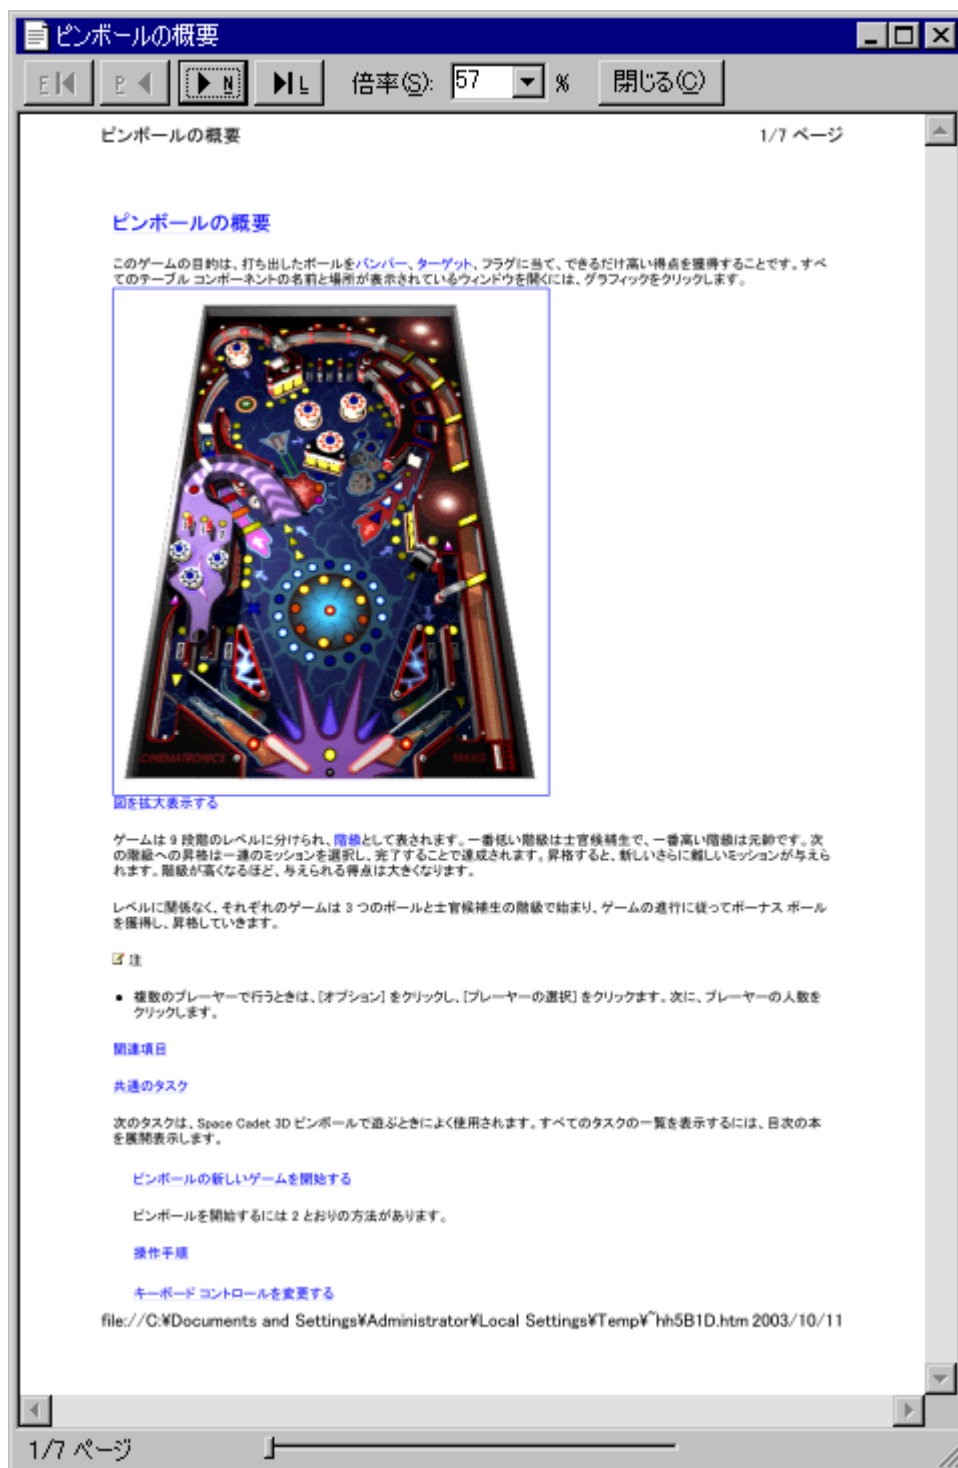 ピンボールの概要
F P N L 倍率(S): 57 % 閉じる(C)
ピンボールの概要 1/7 ページ
ピンボールの概要
このゲームの目的は、打ち出したボールをバンパー、ターゲット、フラグに当て、できるだけ高い得点を獲得することです。すべ
てのテーブル コンポーネントの名前と場所が表示されているウィンドウを開くには、グラフィックをクリックします。
CINEMATRONICS MAXIS
図を拡大表示する
ゲームは 9 段階のレベルに分けられ、階級として表されます。一番低い階級は士官候補生で、一番高い階級は元帥です。次
の階級への昇格は一連のミッションを選択し、完了することで達成されます。昇格すると、新しいさらに難しいミッションが与えら
れます。階級が高くなるほど、与えられる得点は大きくなります。
レベルに関係なく、それぞれのゲームは 3 つのボールと士官候補生の階級で始まり、ゲームの進行に従ってボーナス ボール
を獲得し、昇格していきます。
注
• 複数のプレーヤーで行うときは、[オプション] をクリックし、[プレーヤーの選択] をクリックます。次に、プレーヤーの人数を
クリックします。
関連項目
共通のタスク
次のタスクは、Space Cadet 3D ピンボールで遊ぶときによく使用されます。すべてのタスクの一覧を表示するには、目次の本
を展開表示します。
ピンボールの新しいゲームを開始する
ピンボールを開始するには 2 とおりの方法があります。
操作手順
キーボード コントロールを変更する
file://C:¥Documents and Settings¥Administrator¥Local Settings¥Temp¥~hh5B1D.htm 2003/10/11
1/7 ページ